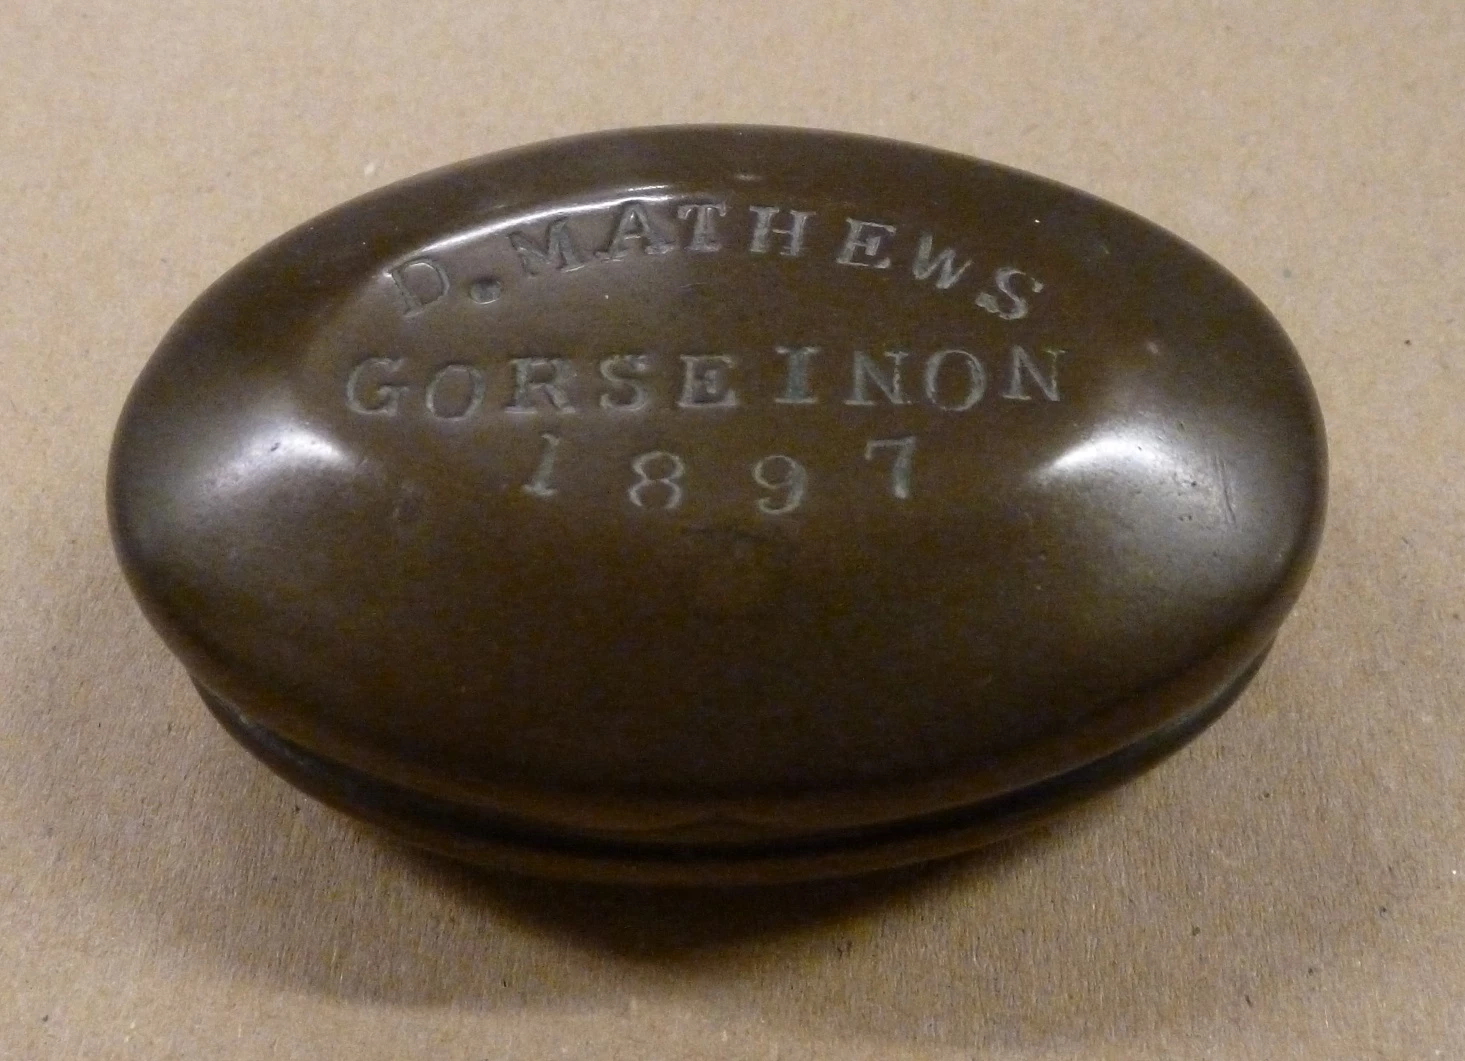 D. MATHEWS
GORSEINON
1897